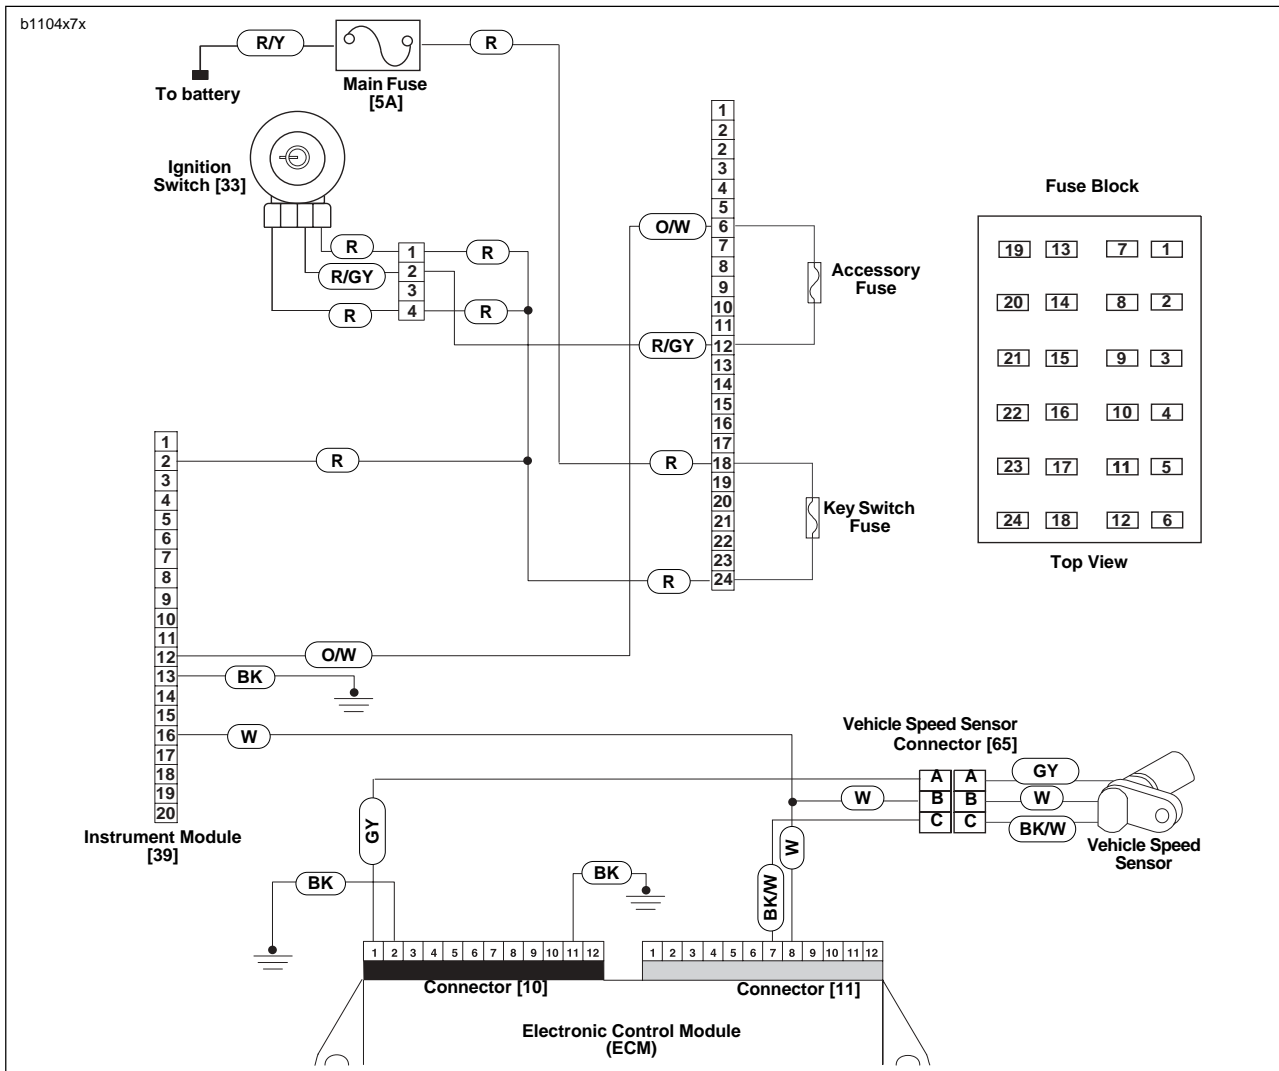 b1104x7x
R/Y
R
To battery
Main Fuse
[5A]
Ignition
Switch [33]
R
R/GY
R
1
2
3
4
R
R
O/W
R/GY
R
R
1
2
2
3
4
5
6
7
8
9
10
11
12
13
14
15
16
17
18
19
20
21
22
23
24
Accessory
Fuse
Key Switch
Fuse
Fuse Block
19 13 7 1
20 14 8 2
21 15 9 3
22 16 10 4
23 17 11 5
24 18 12 6
Top View
1
2
3
4
5
6
7
8
9
10
11
12
13
14
15
16
17
18
19
20
R
O/W
BK
W
Instrument Module
[39]
Vehicle Speed Sensor
Connector [65]
A A
B B
C C
GY
W
BK/W
Vehicle Speed
Sensor
W
GY
BK
BK
BK/W
W
1 2 3 4 5 6 7 8 9 10 11 12
1 2 3 4 5 6 7 8 9 10 11 12
Connector [10]
Connector [11]
Electronic Control Module
(ECM)